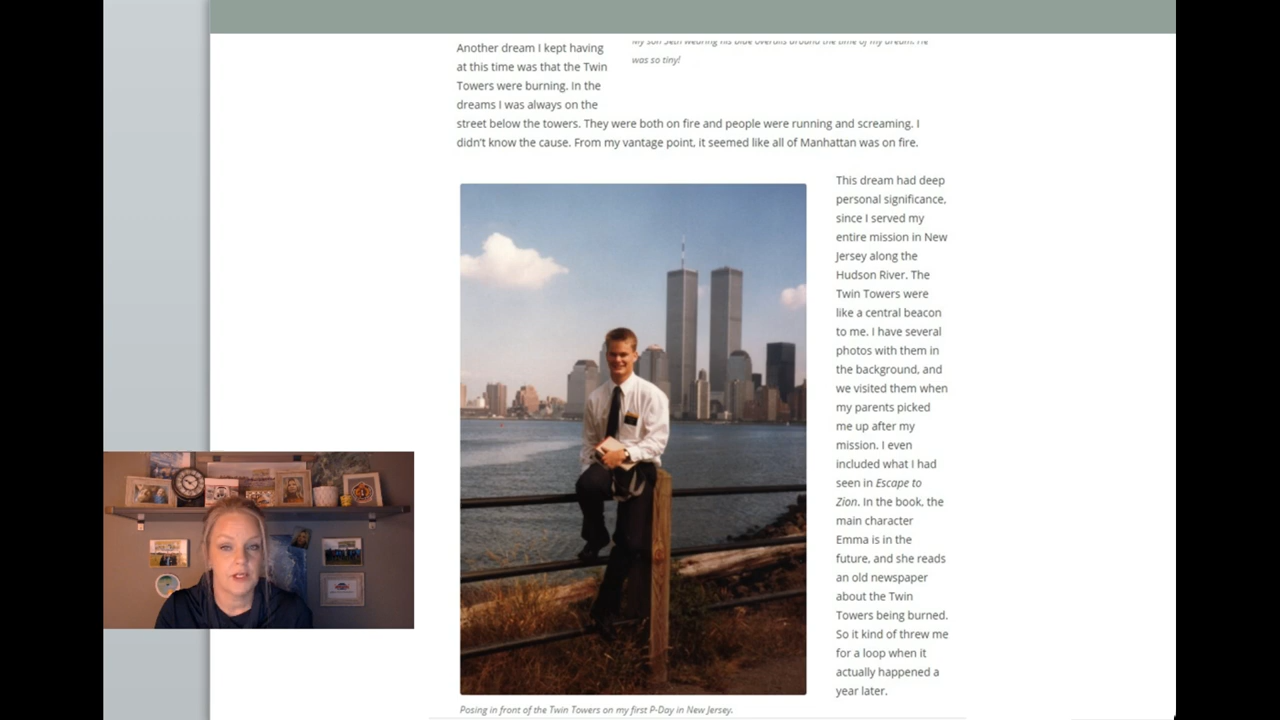 Another dream I kept having
at this time was that the Twin
Towers were burning. In the
dreams I was always on the
street below the towers. They were both on fire and people were running and screaming. I
didn't know the cause. From my vantage point, it seemed like all of Manhattan was on fire.
My son Seth wearing his blue overalls around the time of my dream. He
was so tiny!
This dream had deep
personal significance,
since I served my
entire mission in New
Jersey along the
Hudson River. The
Twin Towers were
like a central beacon
to me. I have several
photos with them in
the background, and
we visited them when
my parents picked
me up after my
mission. I even
included what I had
seen in Escape to
Zion. In the book, the
main character
Emma is in the
future, and she reads
an old newspaper
about the Twin
Towers being burned.
So it kind of threw me
for a loop when it
actually happened a
year later.
Posing in front of the Twin Towers on my first P-Day in New Jersey.